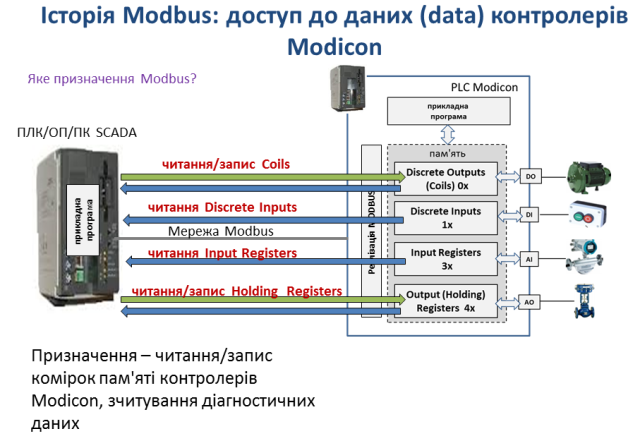 Історія Modbus: доступ до даних (data) контролерів
Modicon
Яке призначення Modbus?
PLC Modicon
прикладна
програма
ПЛК/ОП/ПК SCADA
пам'ять
читання/запис Coils
Discrete Outputs
(Coils) 0x
DO
читання Discrete Inputs
Discrete Inputs
1x
DI
прикладна
програма
Реалізація MODBUS
Мережа Modbus
читання Input Registers
Input Registers
3x
AI
читання/запис Holding Registers
Output (Holding)
Registers 4x
AO
Призначення – читання/запис
комірок пам'яті контролерів
Modicon, зчитування діагностичних
даних